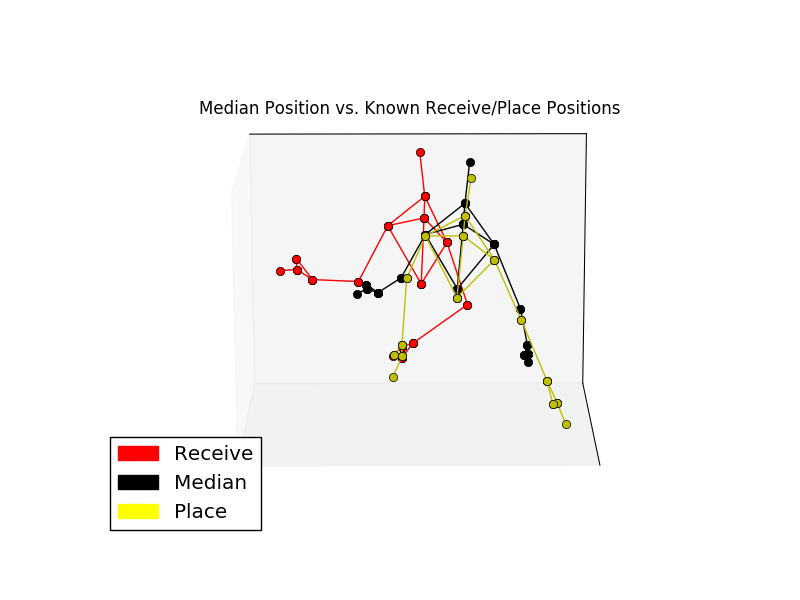 Median Position vs. Known Receive/Place Positions
Receive
Median
Place